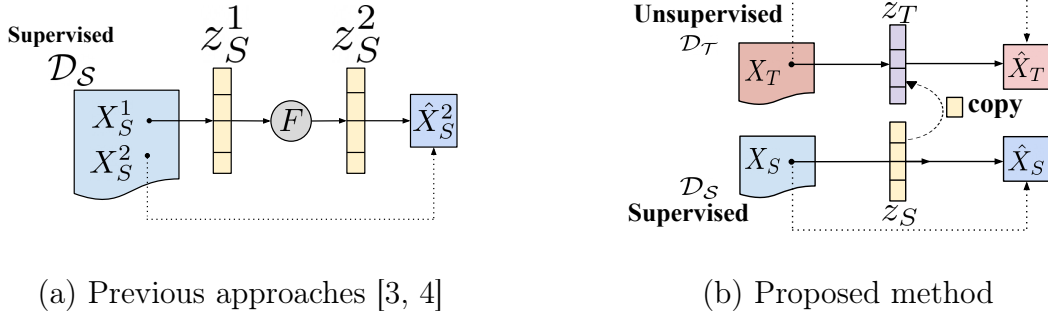 Supervised
𝒟_𝒮
z_S^1
z_S^2
X_S^1
X_S^2
F
X̂_S^2
(a) Previous approaches [3, 4]
Unsupervised
𝒟_𝒯
z_T
X_T
X̂_T
copy
X_S
X̂_S
𝒟_𝒮
Supervised
z_S
(b) Proposed method